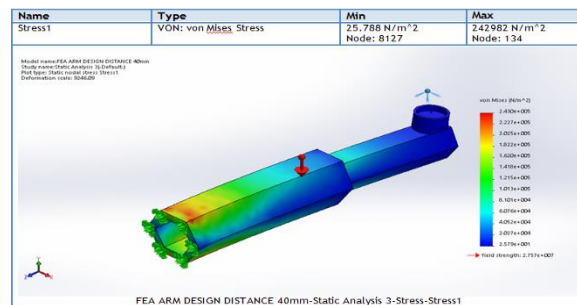 Name Type Min Max
Stress1 VON: von Mises Stress 25.788 N/m^2 242982 N/m^2
Node: 8127 Node: 134
Model name:FEA ARM DESIGN DISTANCE 40mm
Study name:Static Analysis 3(-Default-)
Plot type: Static nodal stress Stress1
Deformation scale: 9246.09
von Mises (N/m^2)
2.430e+005
2.227e+005
2.025e+005
1.822e+005
1.620e+005
1.418e+005
1.215e+005
1.013e+005
8.101e+004
6.076e+004
4.052e+004
2.027e+004
2.579e+001
Yield strength: 2.757e+007
FEA ARM DESIGN DISTANCE 40mm-Static Analysis 3-Stress-Stress1